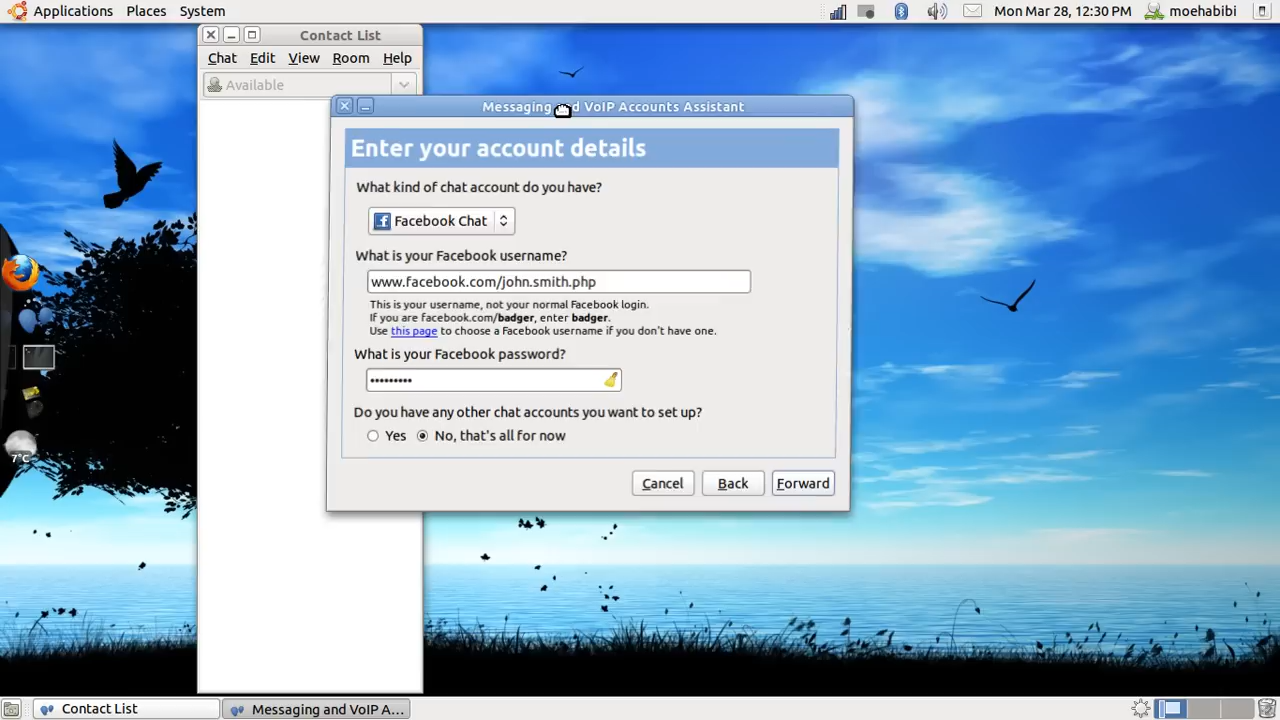 Applications Places System
Mon Mar 28, 12:30 PM moehabibi
Contact List
Chat Edit View Room Help
Available
Messaging and VoIP Accounts Assistant
Enter your account details
What kind of chat account do you have?
Facebook Chat
What is your Facebook username?
www.facebook.com/john.smith.php
This is your username, not your normal Facebook login.
If you are facebook.com/badger, enter badger.
Use this page to choose a Facebook username if you don't have one.
What is your Facebook password?
•••••••••
Do you have any other chat accounts you want to set up?
Yes No, that's all for now
Cancel Back Forward
7°C
Contact List
Messaging and VoIP A...